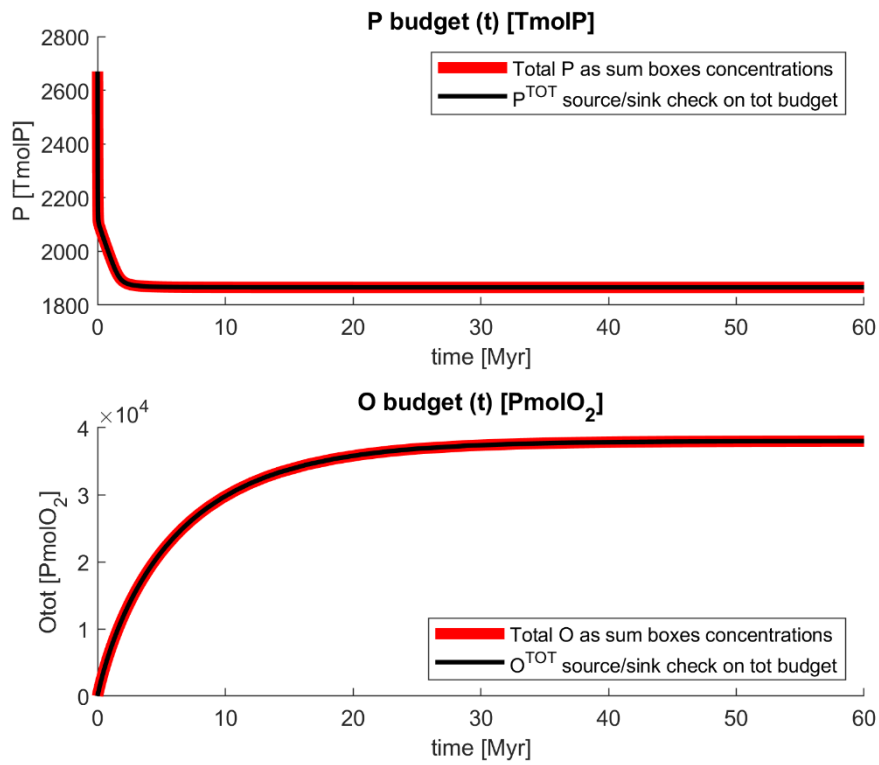 P budget (t) [TmolP]
2800
2600
2400
2200
2000
1800
P [TmolP]
Total P as sum boxes concentrations
P^TOT source/sink check on tot budget
0 10 20 30 40 50 60
time [Myr]
O budget (t) [PmolO₂]
×10⁴
4
3
2
1
0
Otot [PmolO₂]
Total O as sum boxes concentrations
O^TOT source/sink check on tot budget
0 10 20 30 40 50 60
time [Myr]